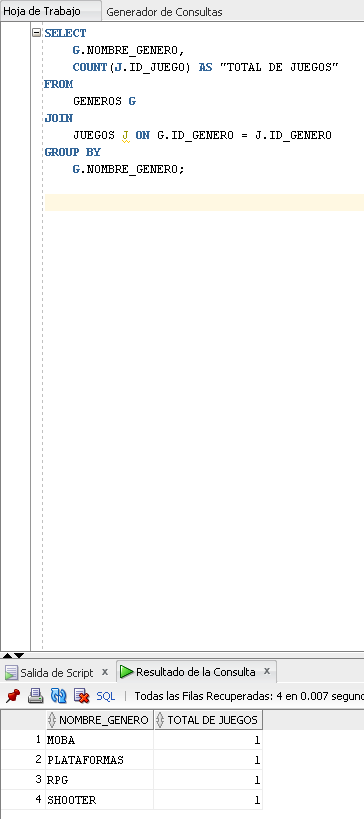 Hoja de Trabajo Generador de Consultas
SELECT
G.NOMBRE_GENERO,
COUNT(J.ID_JUEGO) AS "TOTAL DE JUEGOS"
FROM
GENEROS G
JOIN
JUEGOS J ON G.ID_GENERO = J.ID_GENERO
GROUP BY
G.NOMBRE_GENERO;
Salida de Script x Resultado de la Consulta x
SQL | Todas las Filas Recuperadas: 4 en 0.007 segun
NOMBRE_GENERO TOTAL DE JUEGOS
1 MOBA 1
2 PLATAFORMAS 1
3 RPG 1
4 SHOOTER 1